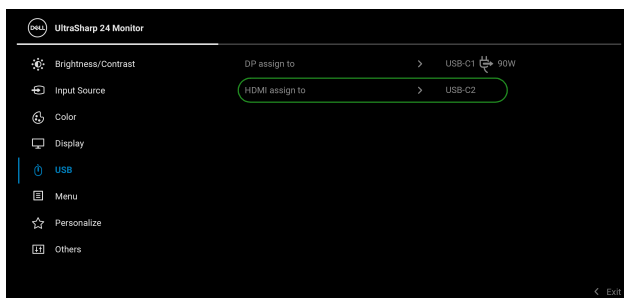 DELL UltraSharp 24 Monitor
Brightness/Contrast DP assign to > USB-C1 90W
Input Source HDMI assign to > USB-C2
Color
Display
USB
Menu
Personalize
Others
< Exit